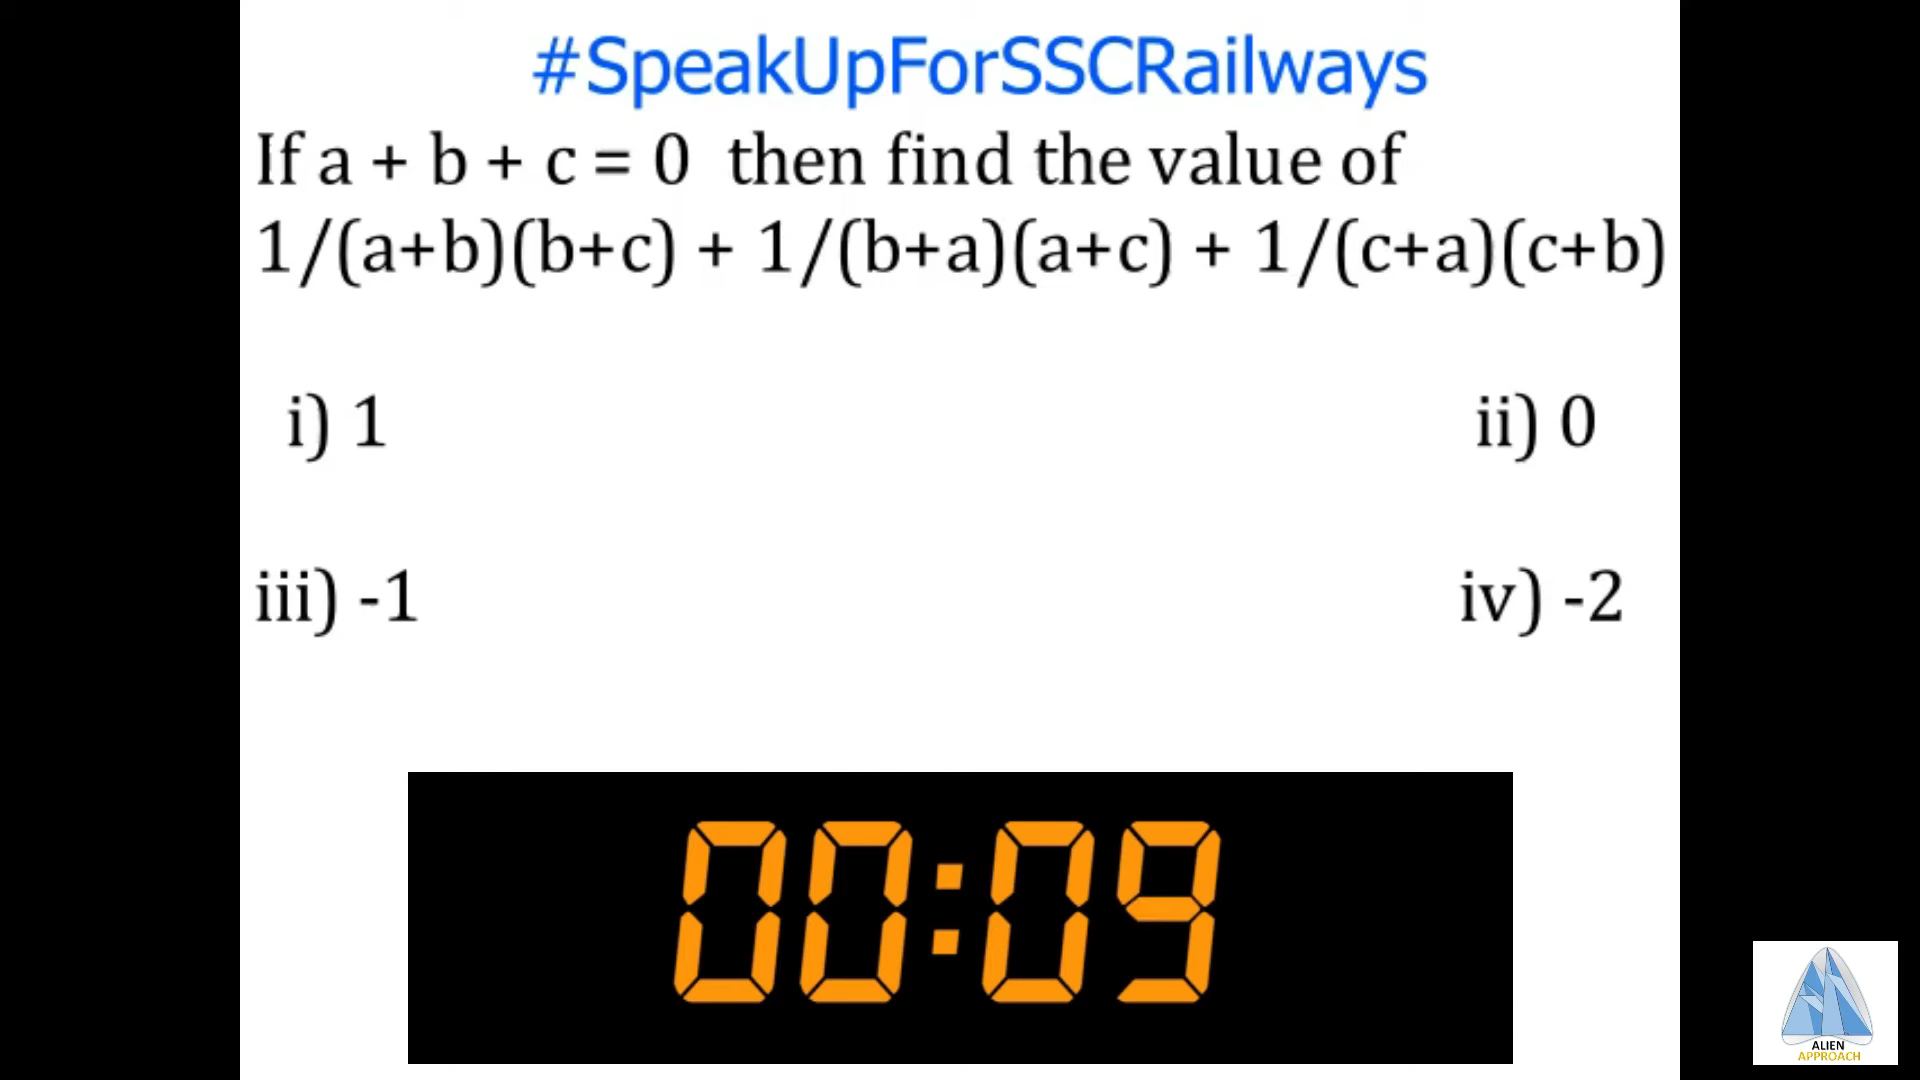 #SpeakUpForSSCRailways
If a + b + c = 0 then find the value of
1/(a+b)(b+c) + 1/(b+a)(a+c) + 1/(c+a)(c+b)
i) 1
ii) 0
iii) -1
iv) -2
00:09
ALIEN
APPROACH